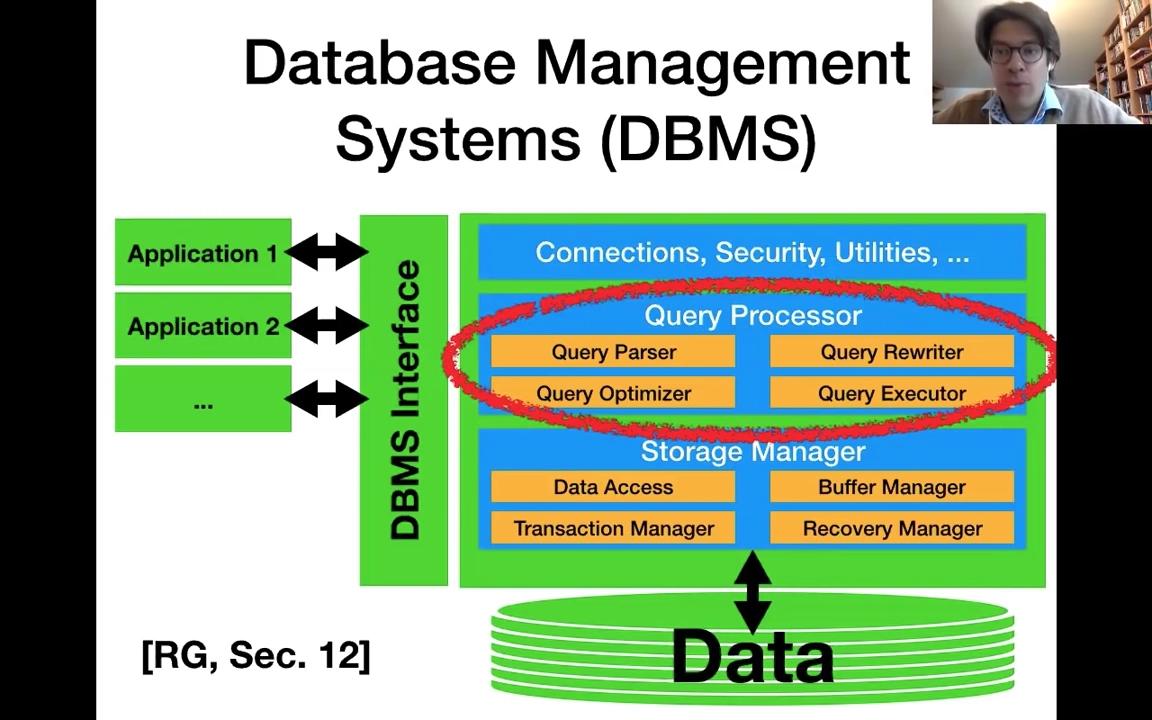 Database Management
Systems (DBMS)
Application 1
Application 2
...
DBMS Interface
Connections, Security, Utilities, ...
Query Processor
Query Parser
Query Rewriter
Query Optimizer
Query Executor
Storage Manager
Data Access
Buffer Manager
Transaction Manager
Recovery Manager
Data
[RG, Sec. 12]